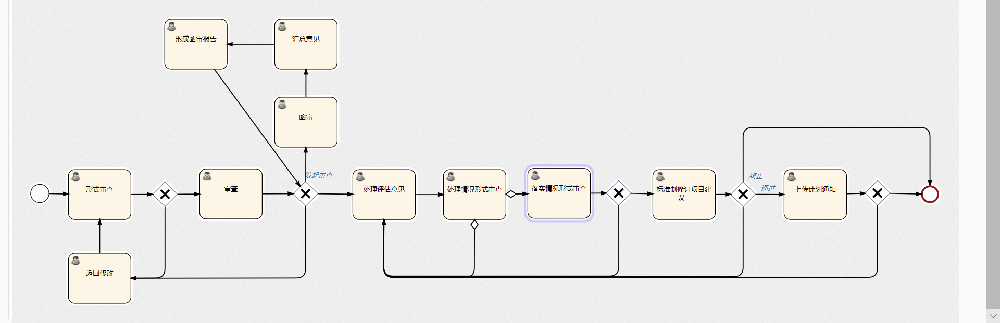 形成函审报告
汇总意见
函审
发起审查
形式审查
审查
处理评估意见
处理情况形式审查
落实情况形式审查
标准制修订项目建
议...
终止
通过
上传计划通知
返回修改